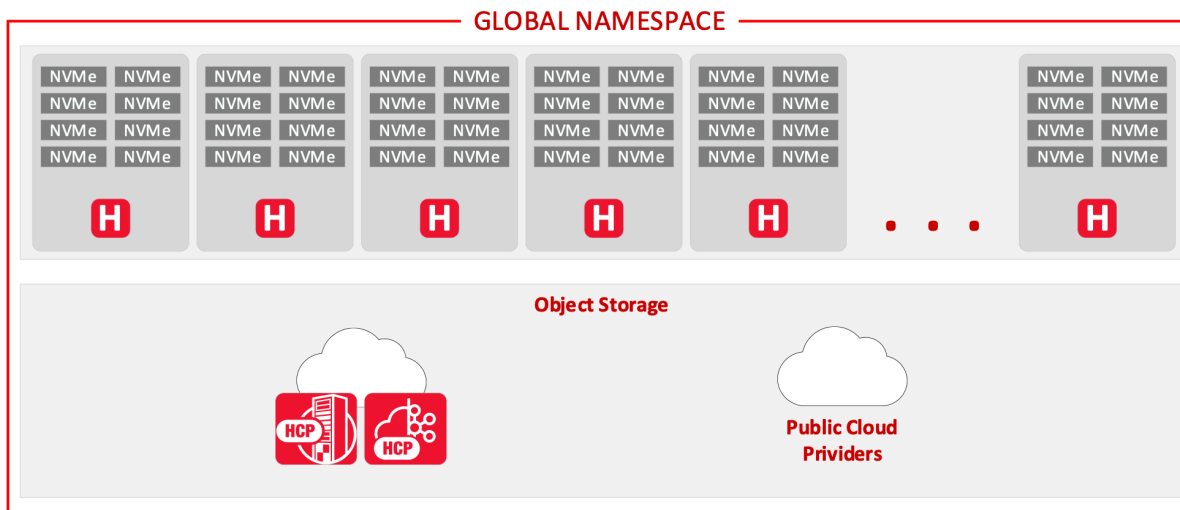 GLOBAL NAMESPACE
NVMe NVMe NVMe NVMe NVMe NVMe NVMe NVMe NVMe NVMe NVMe NVMe
NVMe NVMe NVMe NVMe NVMe NVMe NVMe NVMe NVMe NVMe NVMe NVMe
NVMe NVMe NVMe NVMe NVMe NVMe NVMe NVMe NVMe NVMe NVMe NVMe
NVMe NVMe NVMe NVMe NVMe NVMe NVMe NVMe NVMe NVMe NVMe NVMe
H H H H H . . . H
Object Storage
HCP HCP
Public Cloud
Providers